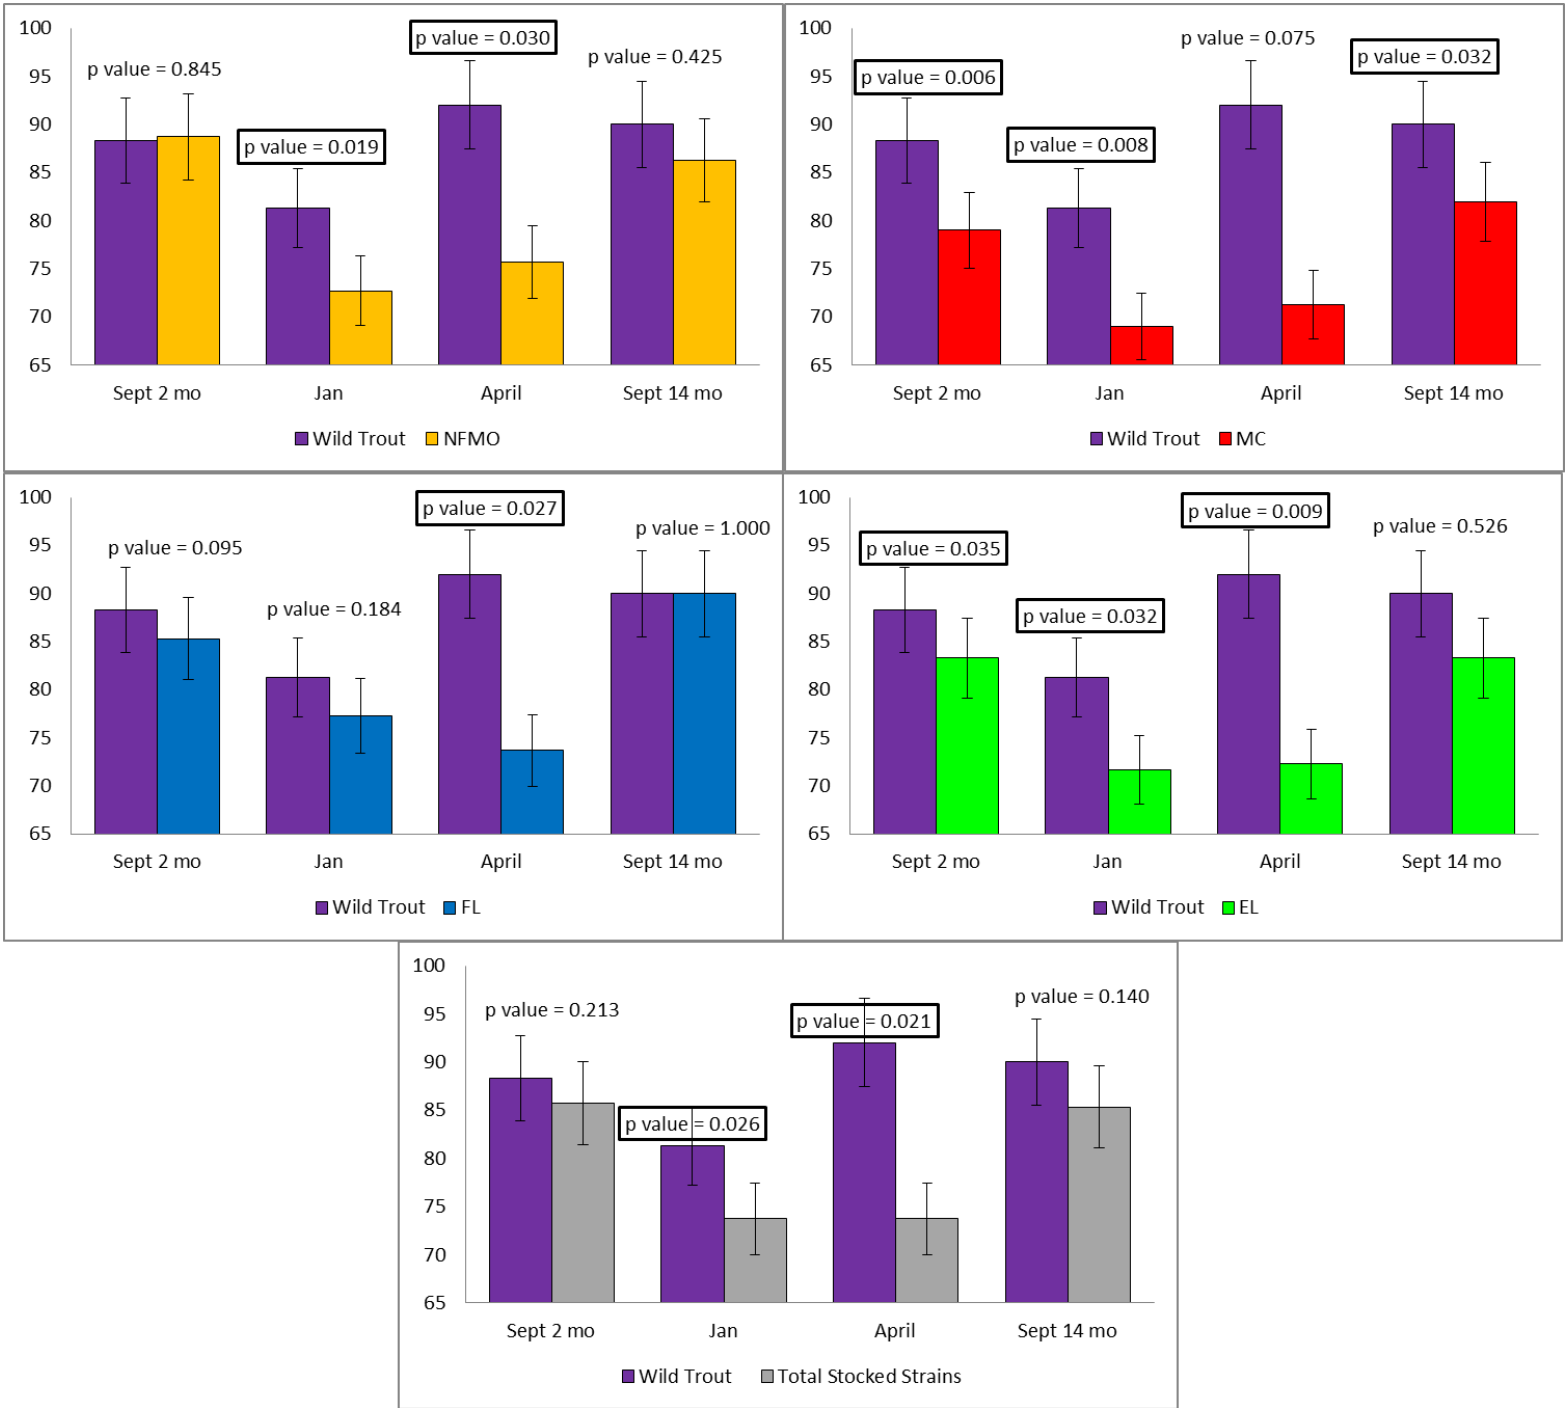 100
95
90
85
80
75
70
65
p value = 0.845
p value = 0.019
p value = 0.030
p value = 0.425
Sept 2 mo Jan April Sept 14 mo
Wild Trout NFMO
100
95
90
85
80
75
70
65
p value = 0.006
p value = 0.008
p value = 0.075
p value = 0.032
Sept 2 mo Jan April Sept 14 mo
Wild Trout MC
100
95
90
85
80
75
70
65
p value = 0.095
p value = 0.184
p value = 0.027
p value = 1.000
Sept 2 mo Jan April Sept 14 mo
Wild Trout FL
100
95
90
85
80
75
70
65
p value = 0.035
p value = 0.032
p value = 0.009
p value = 0.526
Sept 2 mo Jan April Sept 14 mo
Wild Trout EL
100
95
90
85
80
75
70
65
p value = 0.213
p value = 0.026
p value = 0.021
p value = 0.140
Sept 2 mo Jan April Sept 14 mo
Wild Trout Total Stocked Strains